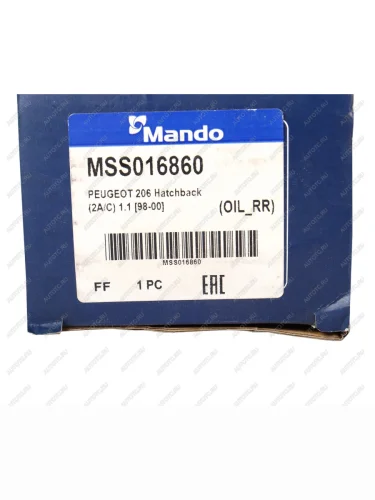 Mando
MSS016860
PEUGEOT 206 Hatchback
(2A/C) 1.1 [98-00]
(OIL_RR)
MSS016860
FF 1 PC EAC